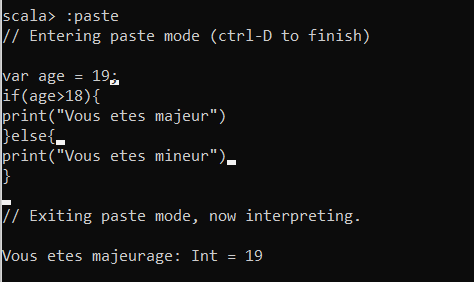 scala> :paste
// Entering paste mode (ctrl-D to finish)
var age = 19;
if(age>18){
print("Vous etes majeur")
}else{
print("Vous etes mineur")
}
// Exiting paste mode, now interpreting.
Vous etes majeurage: Int = 19